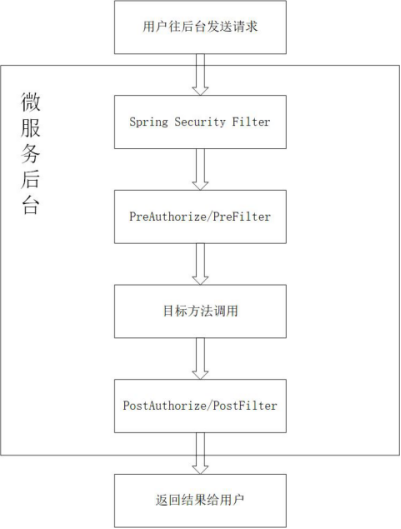 用户往后台发送请求
微服务后台
Spring Security Filter
PreAuthorize/PreFilter
目标方法调用
PostAuthorize/PostFilter
返回结果给用户